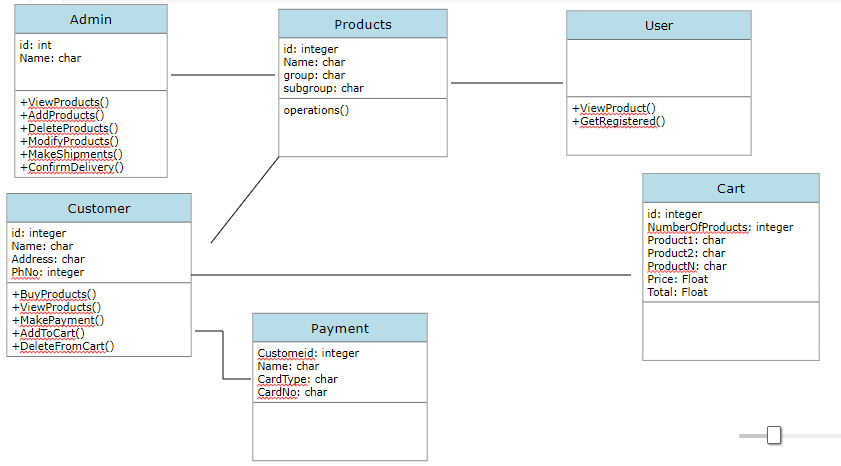 Admin
id: int
Name: char
+ViewProducts()
+AddProducts()
+DeleteProducts()
+ModifyProducts()
+MakeShipments()
+ConfirmDelivery()
Products
id: integer
Name: char
group: char
subgroup: char
operations()
User
+ViewProduct()
+GetRegistered()
Customer
id: integer
Name: char
Address: char
PhNo: integer
+BuyProducts()
+ViewProducts()
+MakePayment()
+AddToCart()
+DeleteFromCart()
Payment
Customeid: integer
Name: char
CardType: char
CardNo: char
Cart
id: integer
NumberOfProducts: integer
Product1: char
Product2: char
ProductN: char
Price: Float
Total: Float